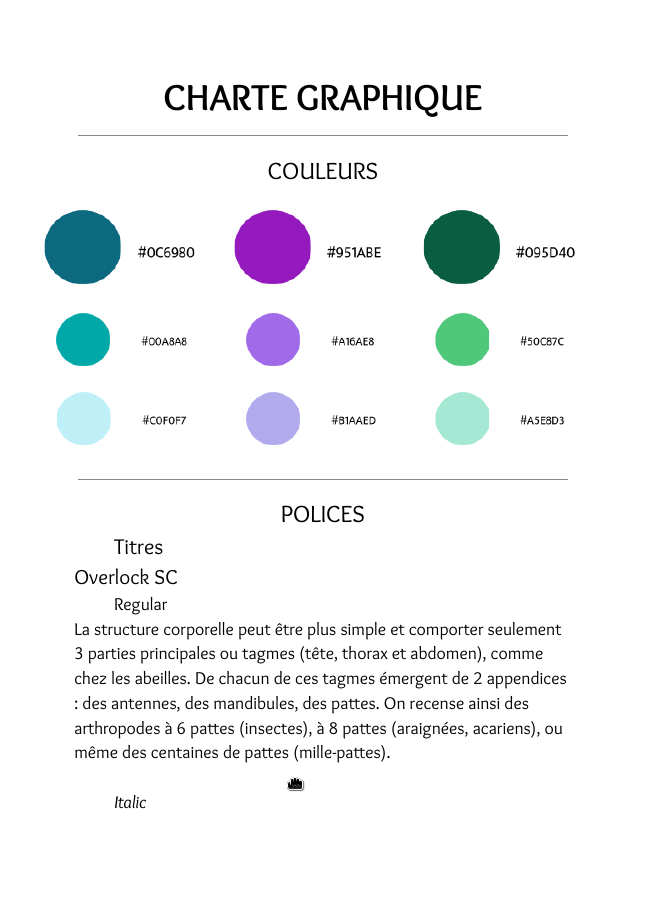 CHARTE GRAPHIQUE
COULEURS
#0C6980 #951ABE #095D40
#00A8A8 #A16AE8 #50C87C
#C0F0F7 #B1AAED #A5E8D3
POLICES
Titres
Overlock SC
Regular
La structure corporelle peut être plus simple et comporter seulement
3 parties principales ou tagmes (tête, thorax et abdomen), comme
chez les abeilles. De chacun de ces tagmes émergent de 2 appendices
: des antennes, des mandibules, des pattes. On recense ainsi des
arthropodes à 6 pattes (insectes), à 8 pattes (araignées, acariens), ou
même des centaines de pattes (mille-pattes).
Italic